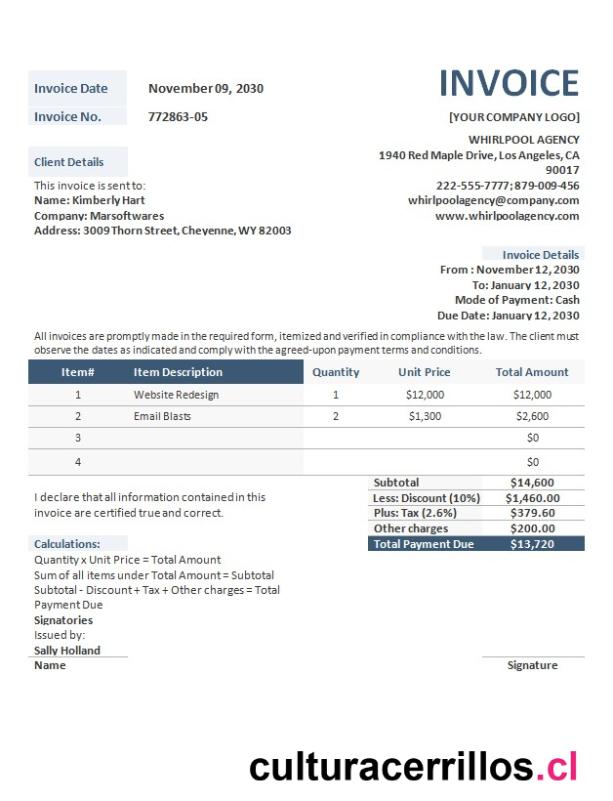 INVOICE
Invoice Date November 09, 2030
Invoice No. 772863-05
[YOUR COMPANY LOGO]
WHIRLPOOL AGENCY
1940 Red Maple Drive, Los Angeles, CA
90017
222-555-7777; 879-009-456
whirlpoolagency@company.com
www.whirlpoolagency.com
Client Details
This invoice is sent to:
Name: Kimberly Hart
Company: Marsoftwares
Address: 3009 Thorn Street, Cheyenne, WY 82003
Invoice Details
From : November 12, 2030
To: January 12, 2030
Mode of Payment: Cash
Due Date: January 12, 2030
All invoices are promptly made in the required form, itemized and verified in compliance with the law. The client must
observe the dates as indicated and comply with the agreed-upon payment terms and conditions.
Item# Item Description Quantity Unit Price Total Amount
1 Website Redesign 1 $12,000 $12,000
2 Email Blasts 2 $1,300 $2,600
3 $0
4 $0
Subtotal $14,600
Less: Discount (10%) $1,460.00
Plus: Tax (2.6%) $379.60
Other charges $200.00
Total Payment Due $13,720
I declare that all information contained in this
invoice are certified true and correct.
Calculations:
Quantity x Unit Price = Total Amount
Sum of all items under Total Amount = Subtotal
Subtotal - Discount + Tax + Other charges = Total
Payment Due
Signatories
Issued by:
Sally Holland
Name Signature
culturacerrillos.cl